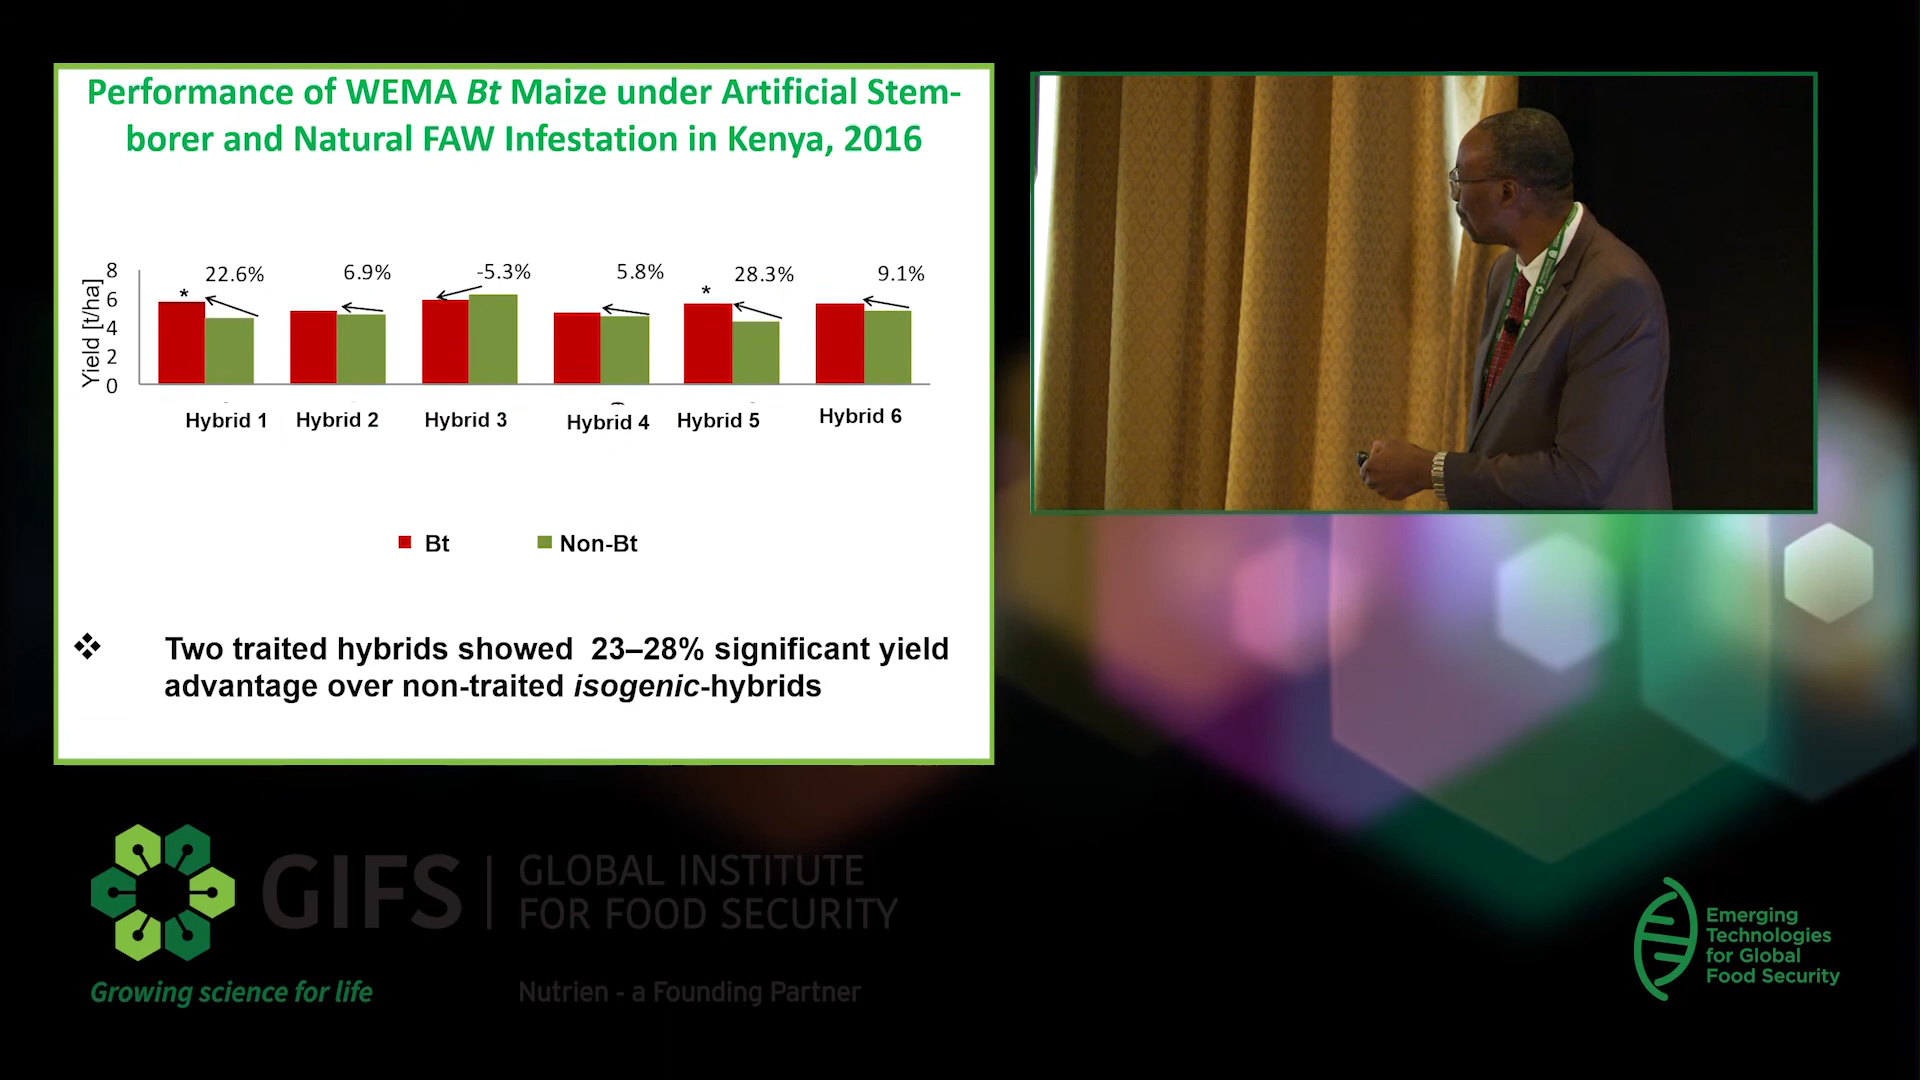 Performance of WEMA Bt Maize under Artificial Stem-
borer and Natural FAW Infestation in Kenya, 2016
Yield [t/ha]
8
6
4
2
0
* 22.6%
6.9%
-5.3%
5.8%
* 28.3%
9.1%
Hybrid 1 Hybrid 2 Hybrid 3 Hybrid 4 Hybrid 5 Hybrid 6
Bt Non-Bt
❖ Two traited hybrids showed 23–28% significant yield
advantage over non-traited isogenic-hybrids
GIFS
GLOBAL INSTITUTE
FOR FOOD SECURITY
Growing science for life
Nutrien - a Founding Partner
Emerging
Technologies
for Global
Food Security